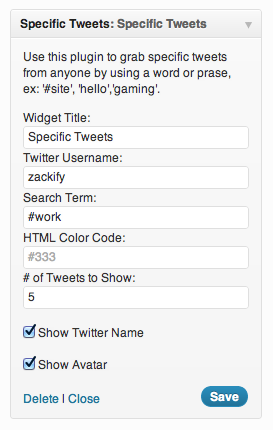 Specific Tweets: Specific Tweets
Use this plugin to grab specific tweets
from anyone by using a word or prase,
ex: '#site', 'hello','gaming'.
Widget Title:
Specific Tweets
Twitter Username:
zackify
Search Term:
#work
HTML Color Code:
#333
# of Tweets to Show:
5
Show Twitter Name
Show Avatar
Delete | Close Save